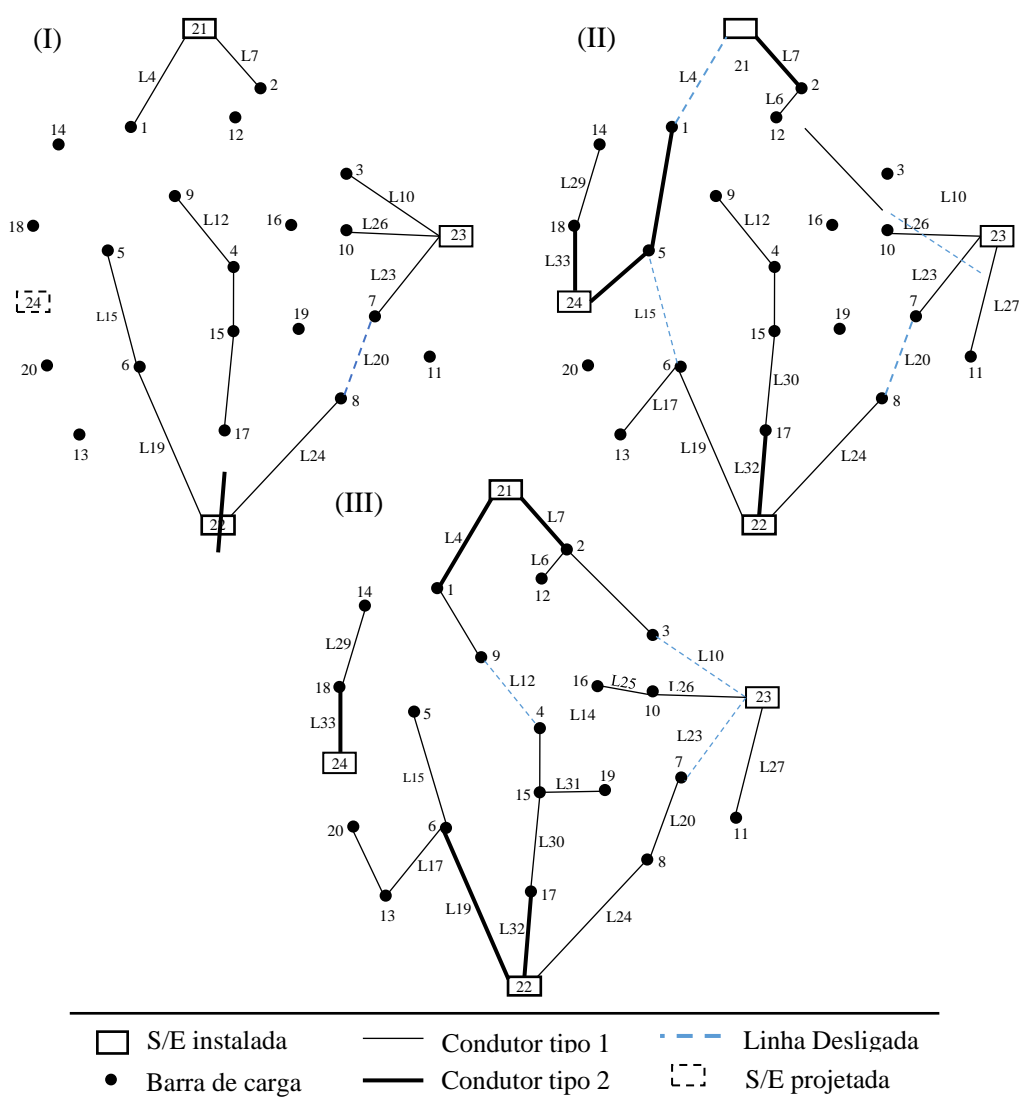 (I)
21
L4
L7
2
1
12
14
3
9
L10
L12
16
L26
18
10
23
5
4
L23
24
7
L15
15
19
L20
11
20
6
8
13
17
L19
L24
22
(II)
21
L4
L7
2
L6
1
12
14
3
L29
9
L10
L12
16
L26
18
10
23
5
4
L33
L23
24
7
L27
L15
15
19
L20
11
20
6
8
L30
L17
13
17
L19
L24
L32
22
(III)
21
L4
L7
2
L6
1
12
14
3
L29
9
L10
L12
16
L25
L26
18
10
23
5
L14
4
L33
L23
24
7
L27
L15
15
L31
19
L20
11
20
6
8
L30
L17
13
17
L19
L24
L32
22
S/E instalada
Condutor tipo 1
Linha Desligada
Barra de carga
Condutor tipo 2
S/E projetada